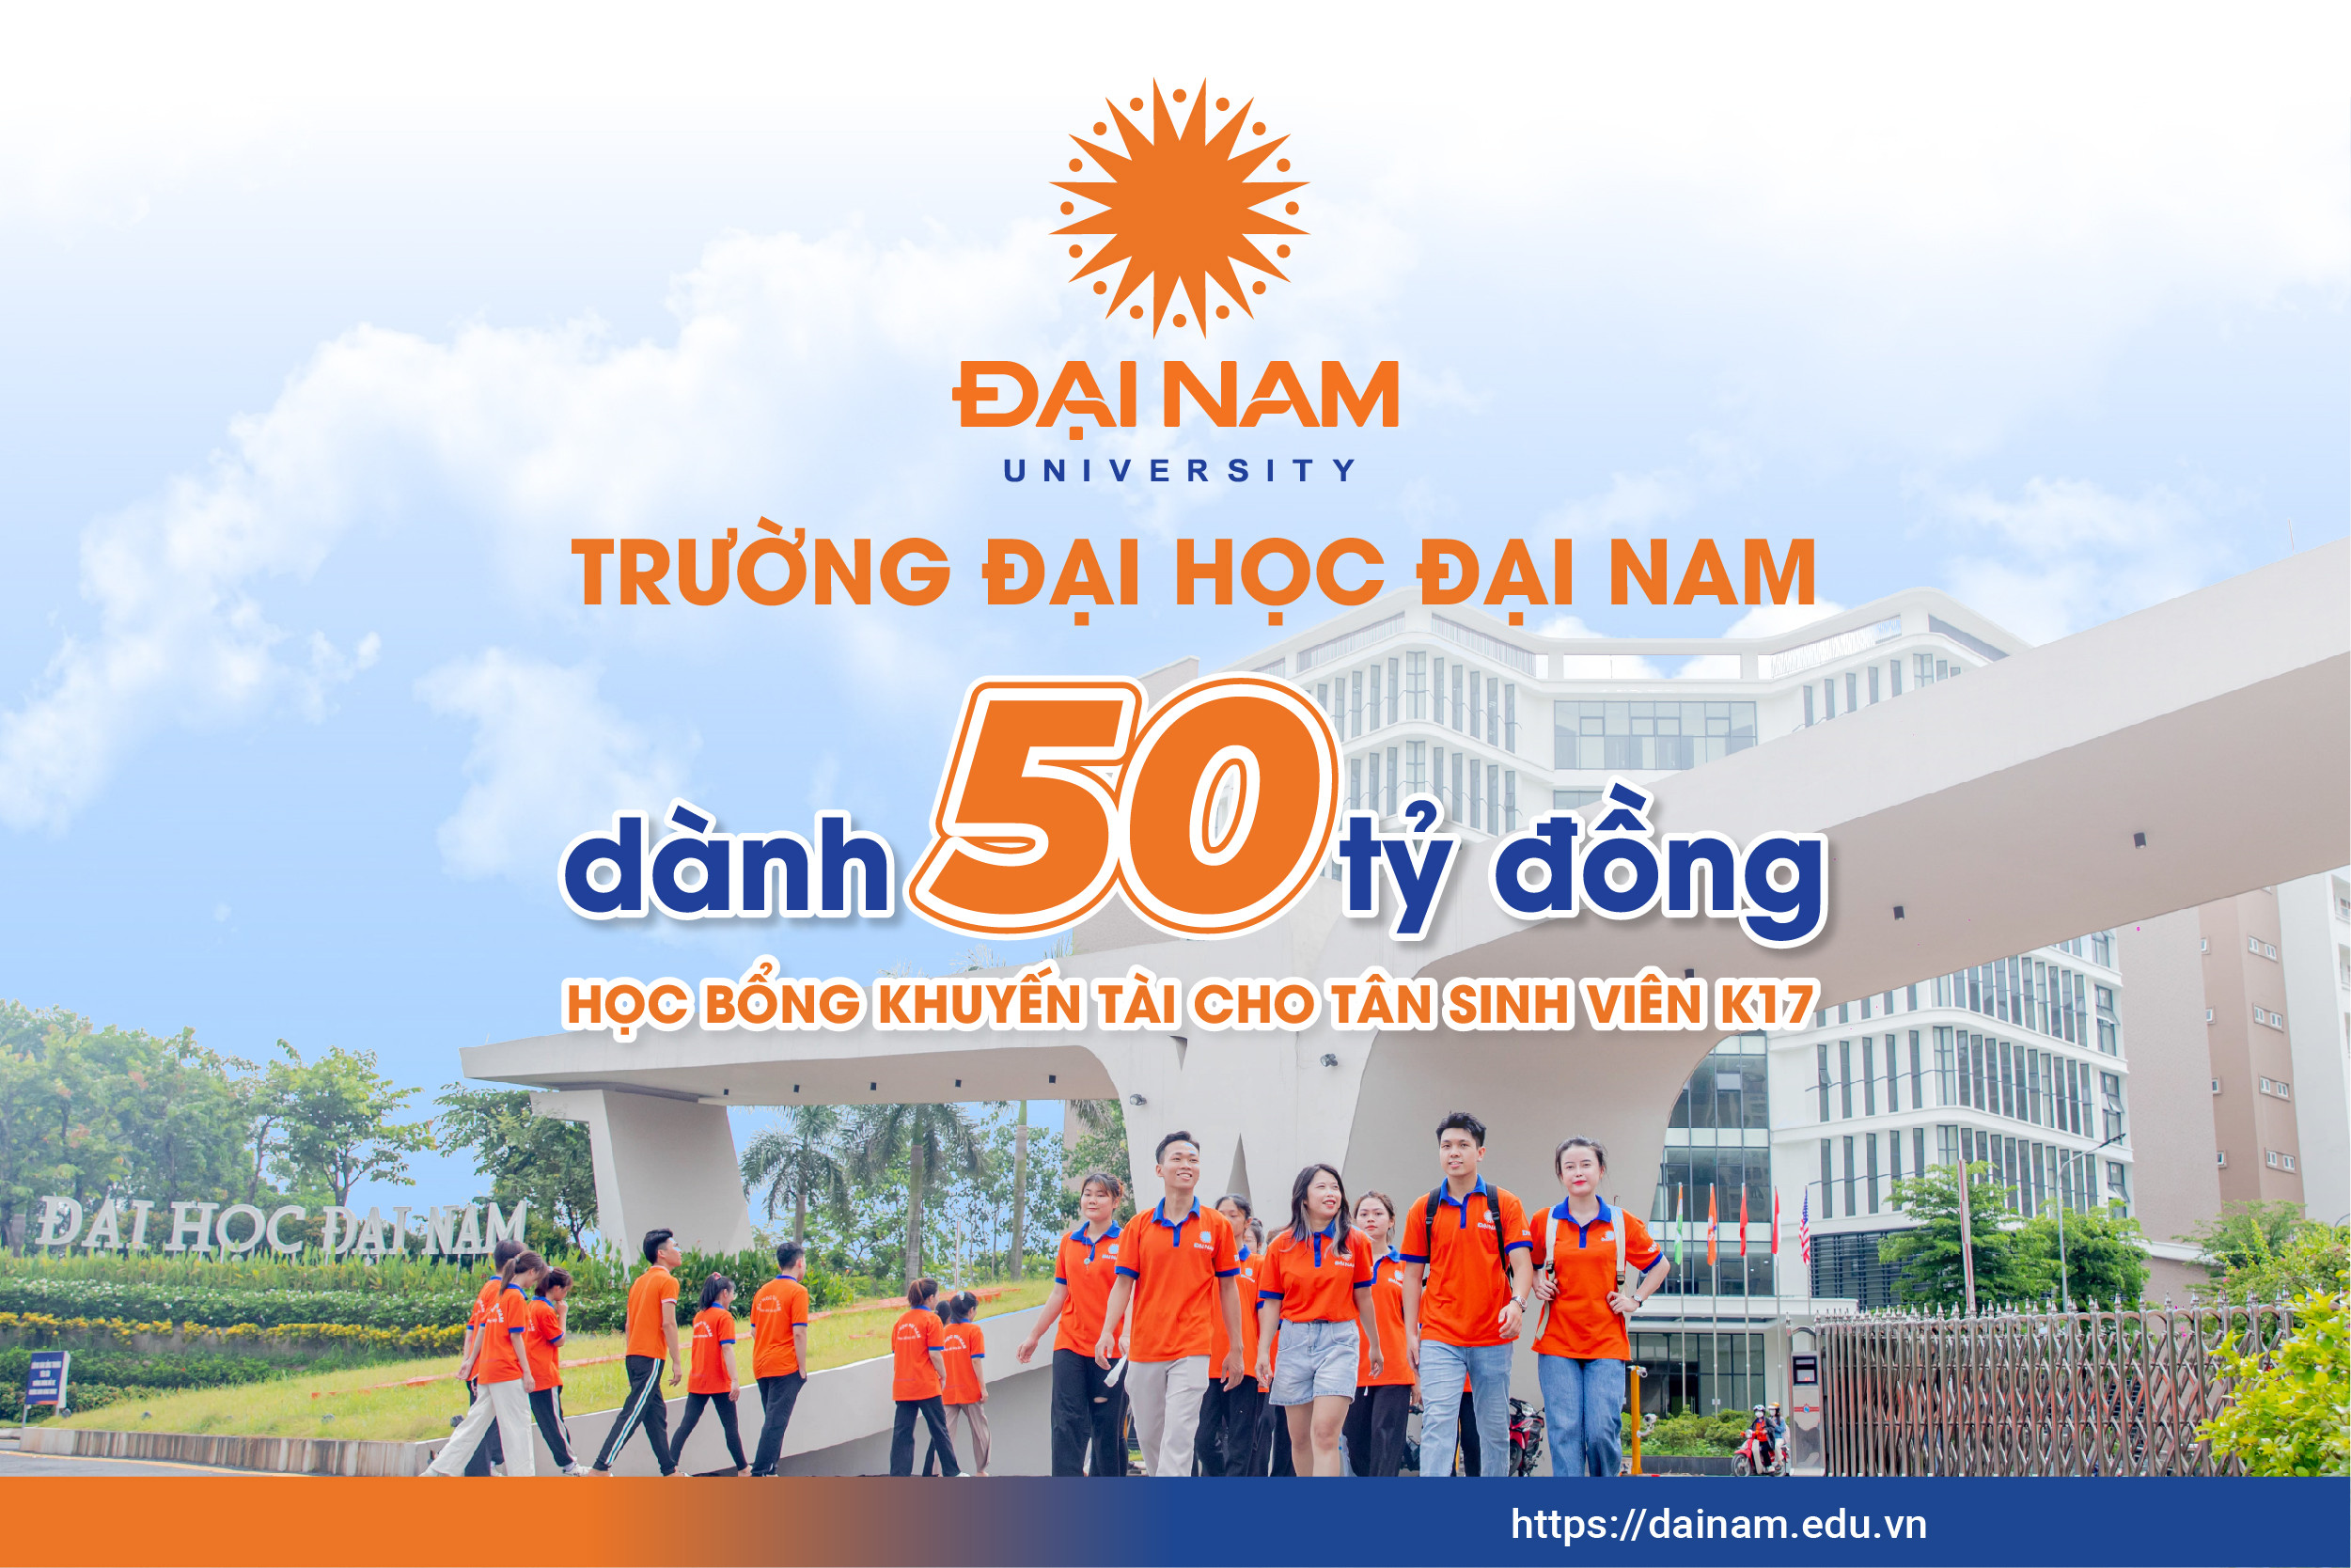 ĐẠI NAM
UNIVERSITY
TRƯỜNG ĐẠI HỌC ĐẠI NAM
dành 50 tỷ đồng
HỌC BỔNG KHUYẾN TÀI CHO TÂN SINH VIÊN K17
ĐẠI HỌC ĐẠI NAM
https://dainam.edu.vn